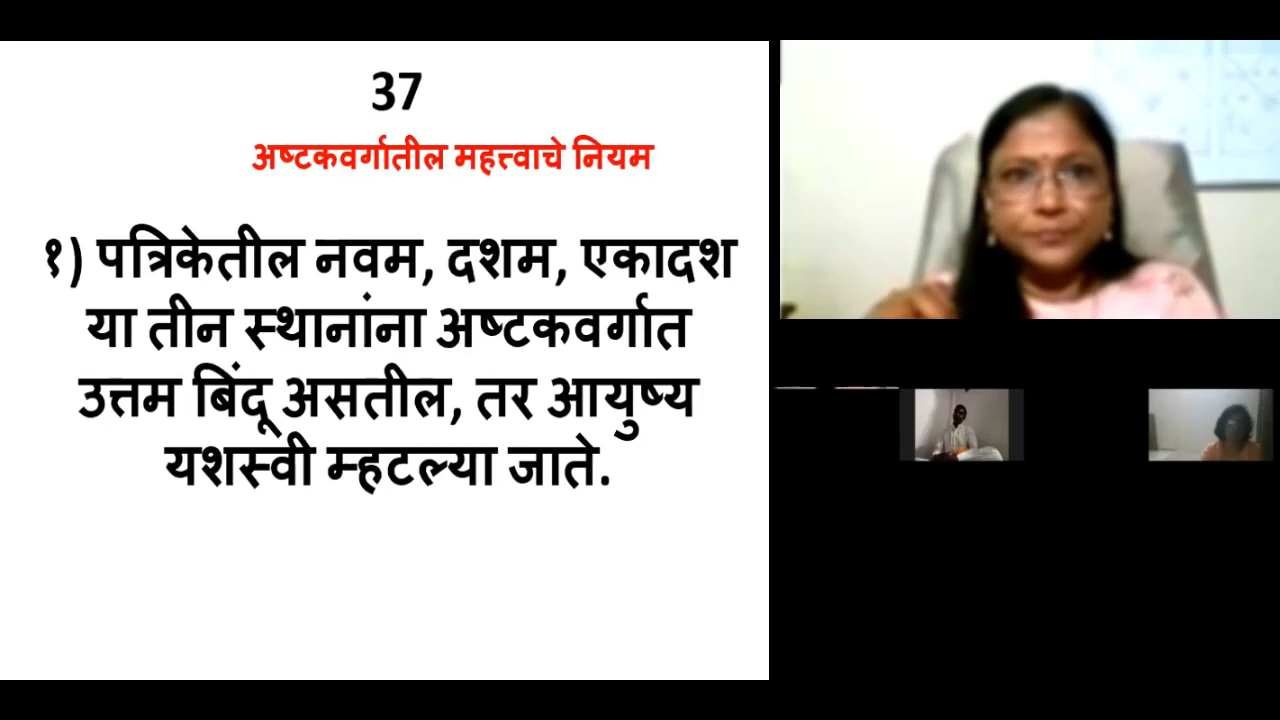 37
अष्टकवर्गातील महत्त्वाचे नियम
१) पत्रिकेतील नवम, दशम, एकादश
या तीन स्थानांना अष्टकवर्गात
उत्तम बिंदू असतील, तर आयुष्य
यशस्वी म्हटल्या जाते.